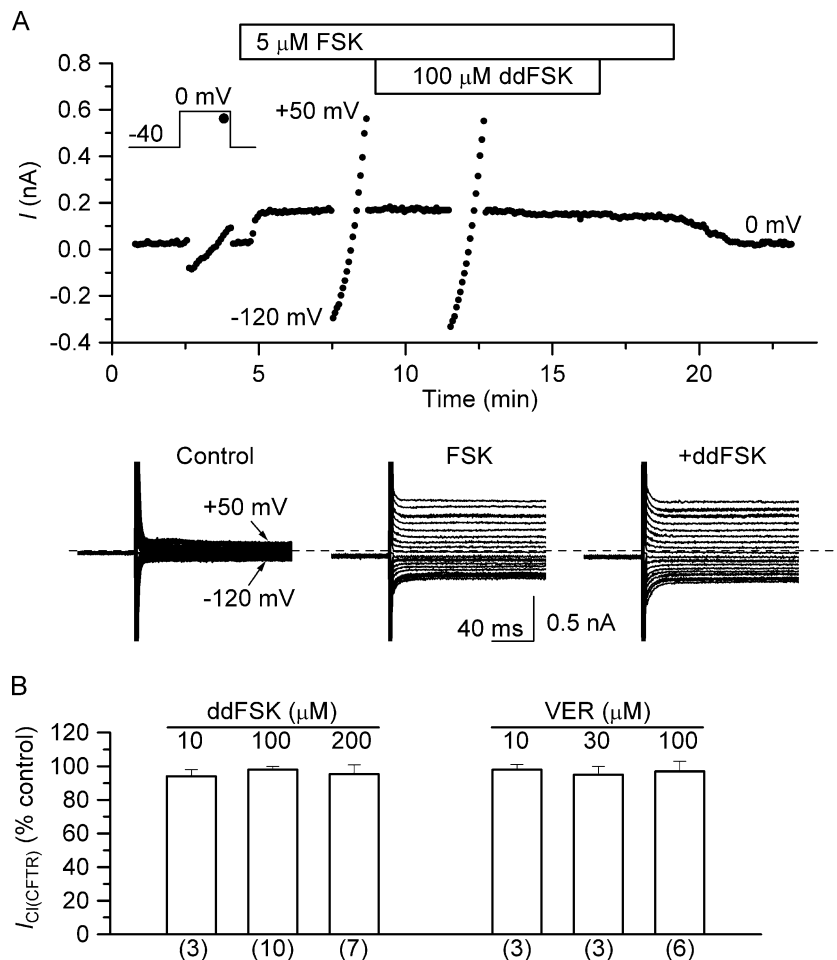 A
5 μM FSK
100 μM ddFSK
0.8
0.6
0.4
0.2
0.0
-0.2
-0.4
I (nA)
0 mV
-40
+50 mV
-120 mV
0 mV
0 5 10 15 20
Time (min)
Control FSK +ddFSK
+50 mV
-120 mV
40 ms 0.5 nA
B
ddFSK (μM) VER (μM)
10 100 200 10 30 100
120
100
80
60
40
20
0
ICl(CFTR) (% control)
(3) (10) (7) (3) (3) (6)